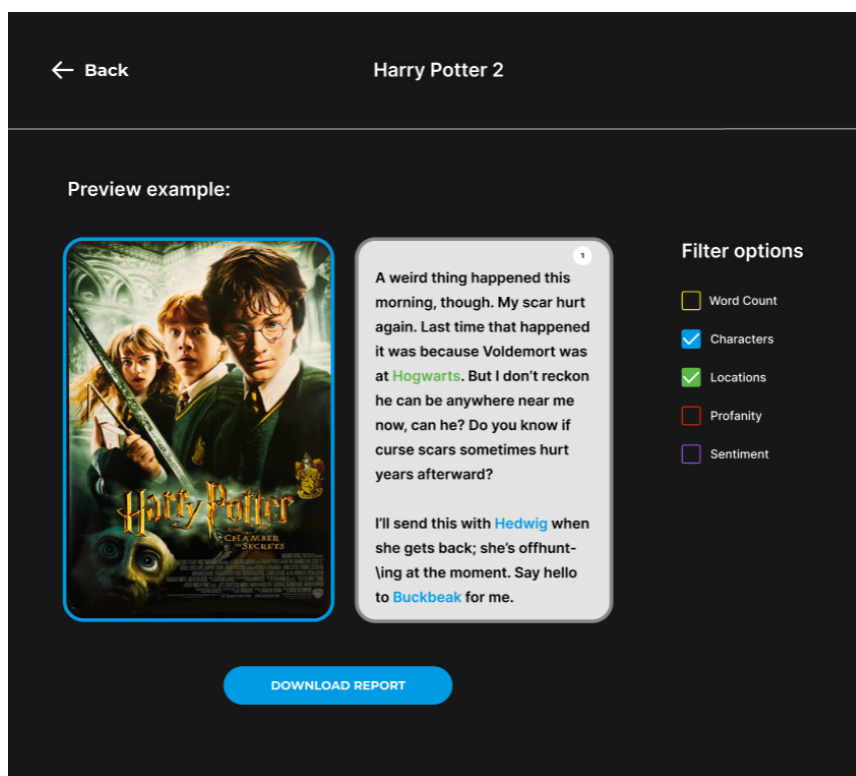 Back
Harry Potter 2
Preview example:
Harry Potter
AND THE
CHAMBER
OF SECRETS
1
A weird thing happened this
morning, though. My scar hurt
again. Last time that happened
it was because Voldemort was
at Hogwarts. But I don't reckon
he can be anywhere near me
now, can he? Do you know if
curse scars sometimes hurt
years afterward?
I'll send this with Hedwig when
she gets back; she's offhunt-
\ing at the moment. Say hello
to Buckbeak for me.
Filter options
Word Count
Characters
Locations
Profanity
Sentiment
DOWNLOAD REPORT